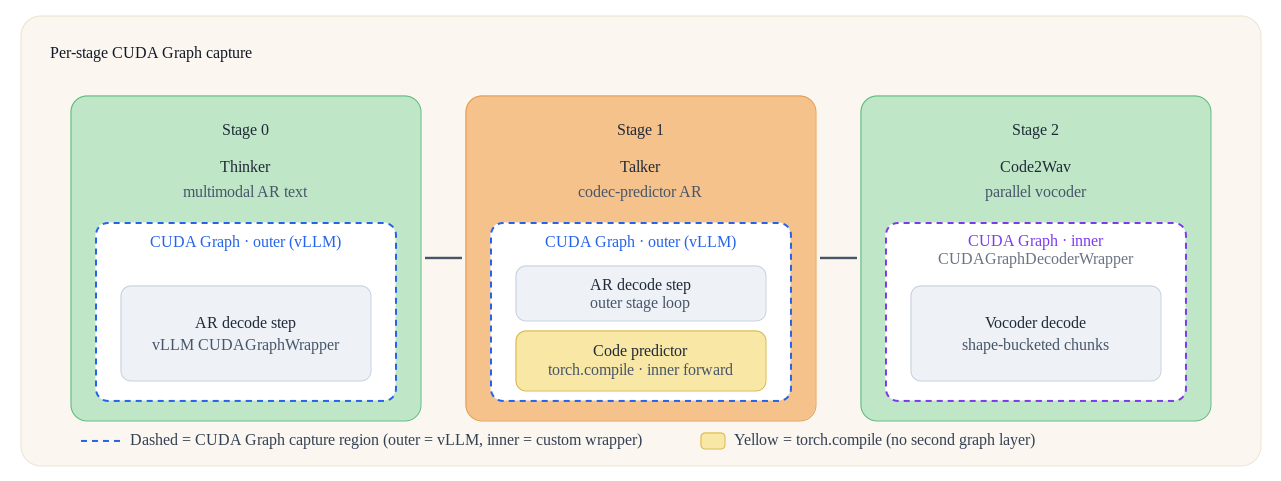 Per-stage CUDA Graph capture
Stage 0
Thinker
multimodal AR text
CUDA Graph · outer (vLLM)
AR decode step
vLLM CUDAGraphWrapper
Stage 1
Talker
codec-predictor AR
CUDA Graph · outer (vLLM)
AR decode step
outer stage loop
Code predictor
torch.compile · inner forward
Stage 2
Code2Wav
parallel vocoder
CUDA Graph · inner
CUDAGraphDecoderWrapper
Vocoder decode
shape-bucketed chunks
Dashed = CUDA Graph capture region (outer = vLLM, inner = custom wrapper)
Yellow = torch.compile (no second graph layer)